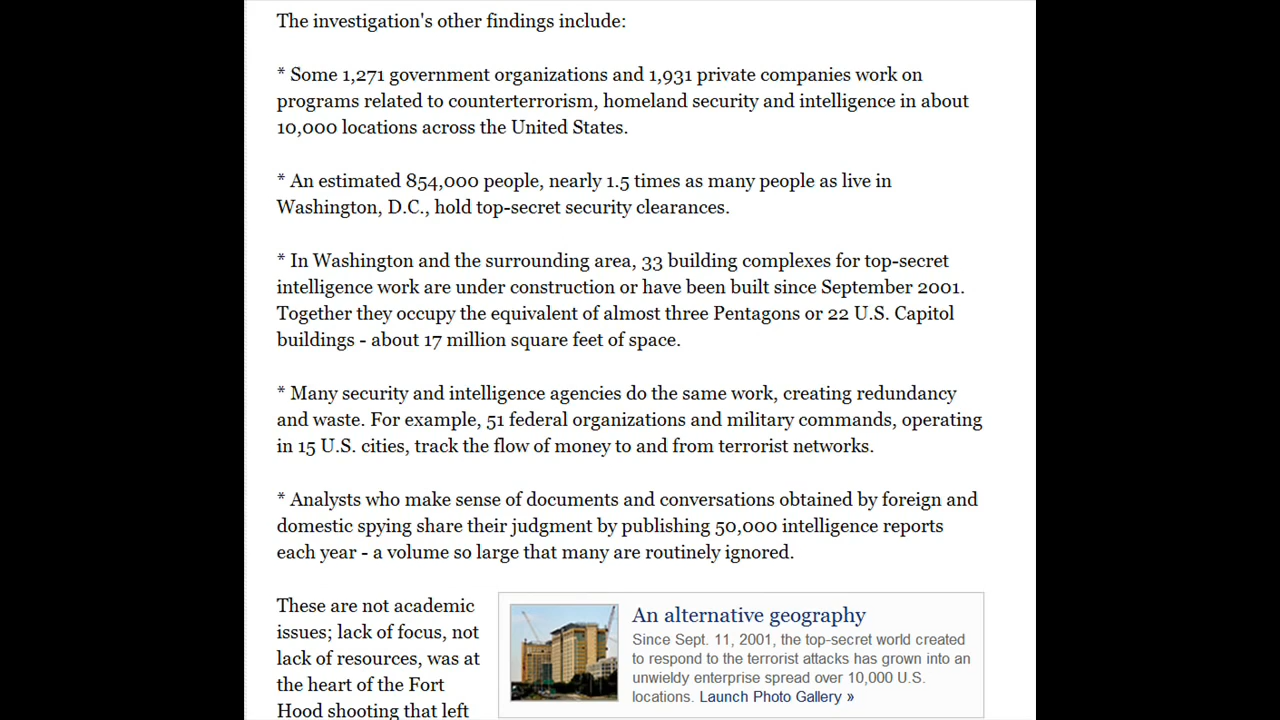 The investigation's other findings include:
* Some 1,271 government organizations and 1,931 private companies work on
programs related to counterterrorism, homeland security and intelligence in about
10,000 locations across the United States.
* An estimated 854,000 people, nearly 1.5 times as many people as live in
Washington, D.C., hold top-secret security clearances.
* In Washington and the surrounding area, 33 building complexes for top-secret
intelligence work are under construction or have been built since September 2001.
Together they occupy the equivalent of almost three Pentagons or 22 U.S. Capitol
buildings - about 17 million square feet of space.
* Many security and intelligence agencies do the same work, creating redundancy
and waste. For example, 51 federal organizations and military commands, operating
in 15 U.S. cities, track the flow of money to and from terrorist networks.
* Analysts who make sense of documents and conversations obtained by foreign and
domestic spying share their judgment by publishing 50,000 intelligence reports
each year - a volume so large that many are routinely ignored.
These are not academic
issues; lack of focus, not
lack of resources, was at
the heart of the Fort
Hood shooting that left
An alternative geography
Since Sept. 11, 2001, the top-secret world created
to respond to the terrorist attacks has grown into an
unwieldy enterprise spread over 10,000 U.S.
locations. Launch Photo Gallery »